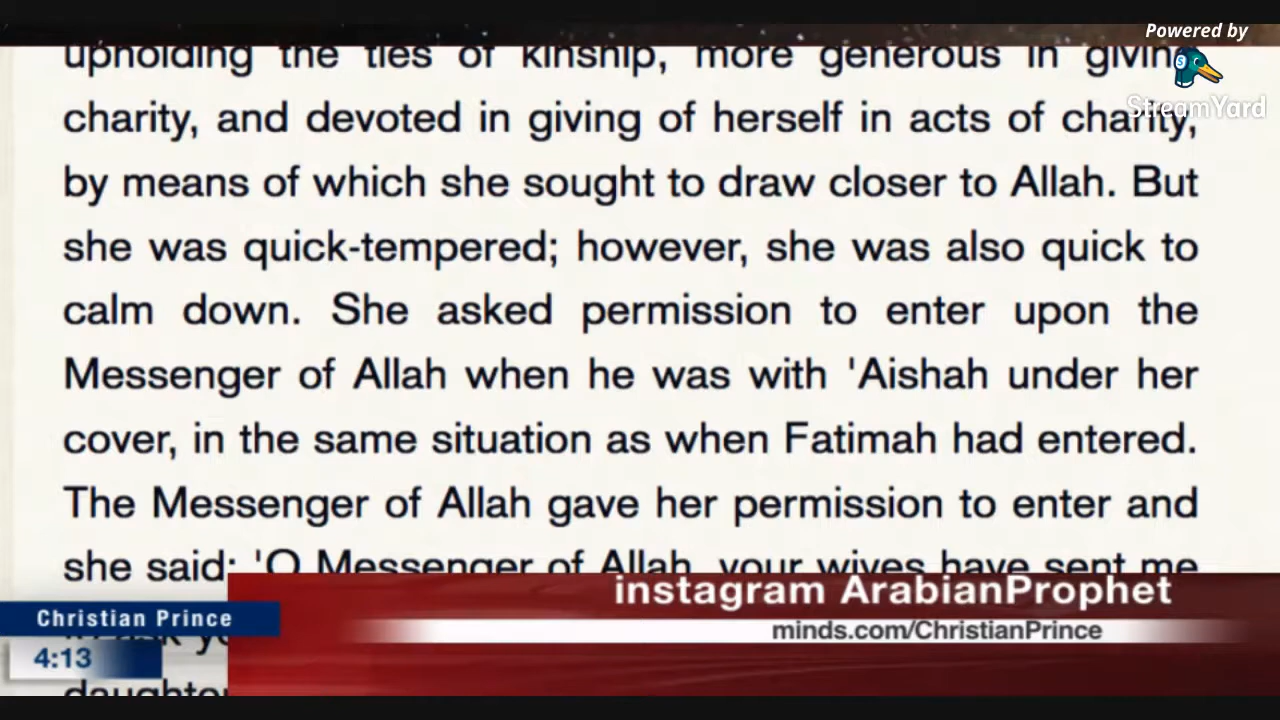 Powered by
StreamYard
upholding the ties of kinship, more generous in giving
charity, and devoted in giving of herself in acts of charity,
by means of which she sought to draw closer to Allah. But
she was quick-tempered; however, she was also quick to
calm down. She asked permission to enter upon the
Messenger of Allah when he was with 'Aishah under her
cover, in the same situation as when Fatimah had entered.
The Messenger of Allah gave her permission to enter and
she said: 'O Messenger of Allah, your wives have sent me
instagram ArabianProphet
Christian Prince
minds.com/ChristianPrince
4:13